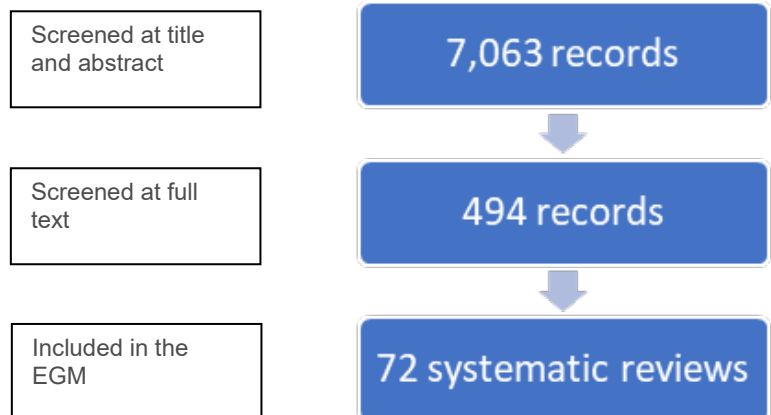 Screened at title
and abstract
7,063 records
Screened at full
text
494 records
Included in the
EGM
72 systematic reviews